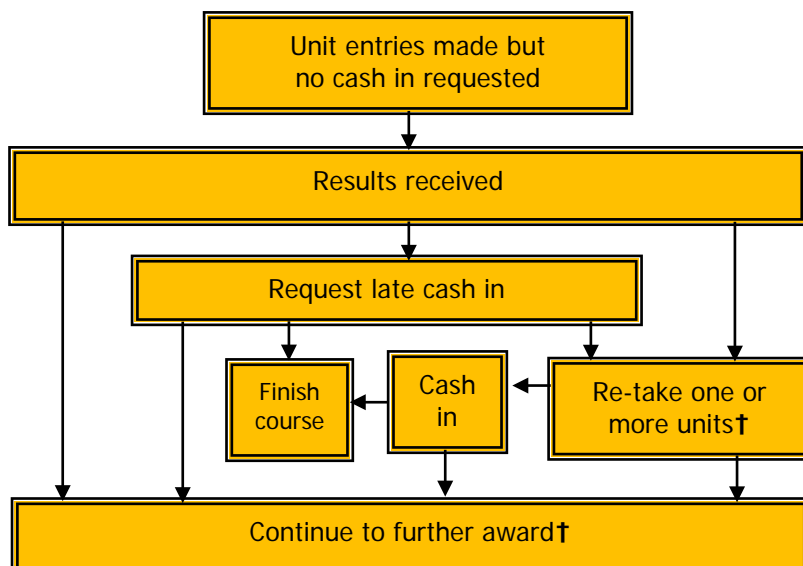 Unit entries made but
no cash in requested
Results received
Request late cash in
Finish
course
Cash
in
Re-take one or
more units†
Continue to further award†